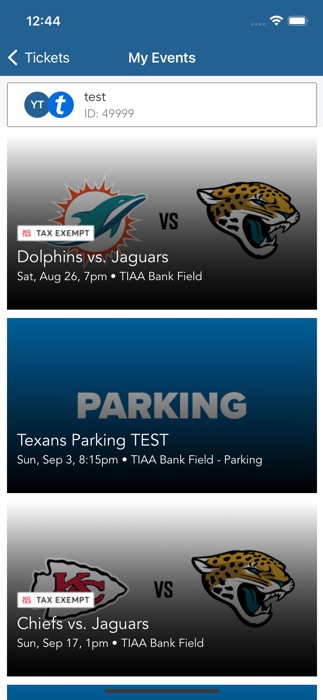 12:44
Tickets
My Events
YT t
test
ID: 49999
VS
TAX EXEMPT
Dolphins vs. Jaguars
Sat, Aug 26, 7pm • TIAA Bank Field
PARKING
Texans Parking TEST
Sun, Sep 3, 8:15pm • TIAA Bank Field - Parking
KC
VS
TAX EXEMPT
Chiefs vs. Jaguars
Sun, Sep 17, 1pm • TIAA Bank Field